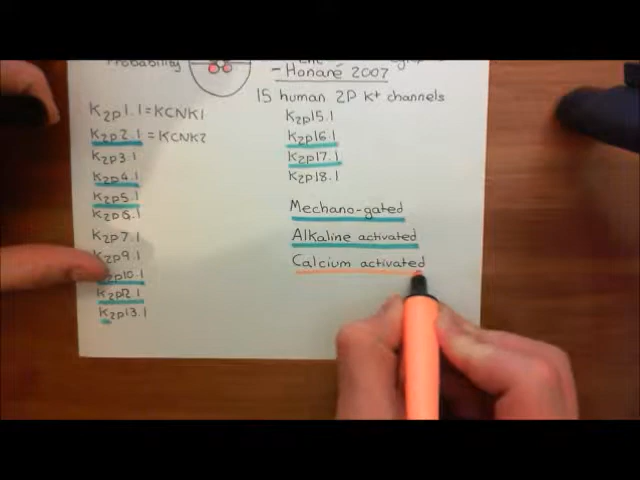 Probability
- Honoré 2007
15 human 2P K+ channels
K2P1.1 = KCNK1
K2P2.1 = KCNK2
K2P3.1
K2P4.1
K2P5.1
K2P6.1
K2P7.1
K2P9.1
K2P10.1
K2P12.1
K2P13.1
K2P15.1
K2P16.1
K2P17.1
K2P18.1
Mechano-gated
Alkaline activated
Calcium activated